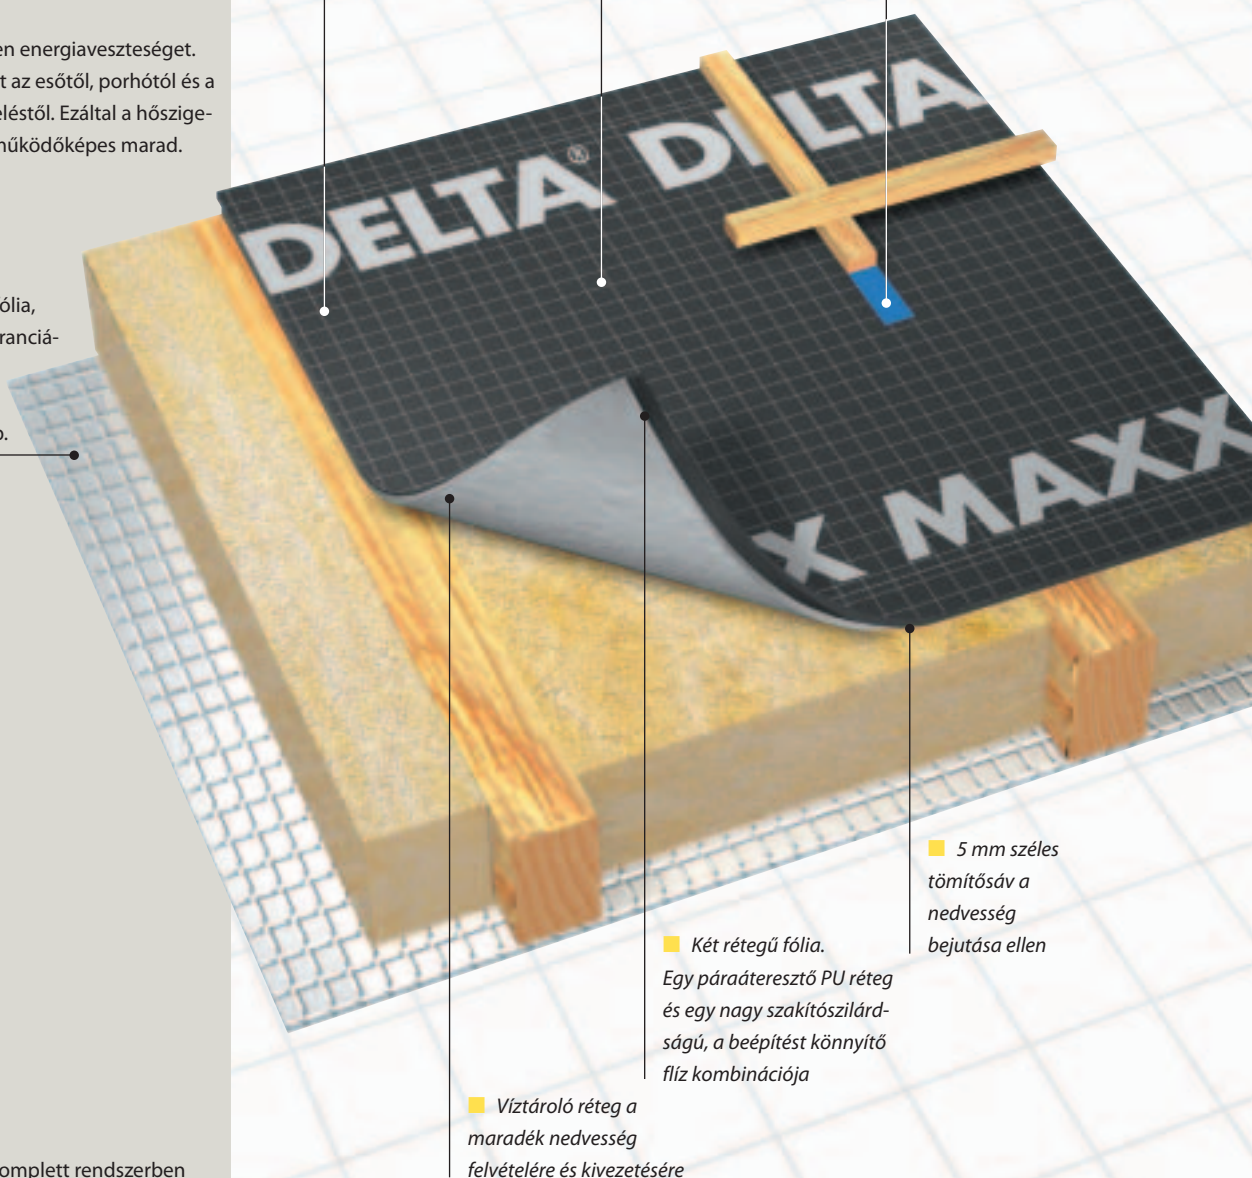 en energiaveszteséget.
t az esőtől, porhótól és a
eléstől. Ezáltal a hőszige-
működőképes marad.
ólia,
ranciá-
o.
omplett rendszerben
DELTA® DELTA
X MAXX
5 mm széles
tömítősáv a
nedvesség
bejutása ellen
Két rétegű fólia.
Egy páraáteresztő PU réteg
és egy nagy szakítószilárd-
ságú, a beépítést könnyítő
flíz kombinációja
Víztároló réteg a
maradék nedvesség
felvételére és kivezetésére